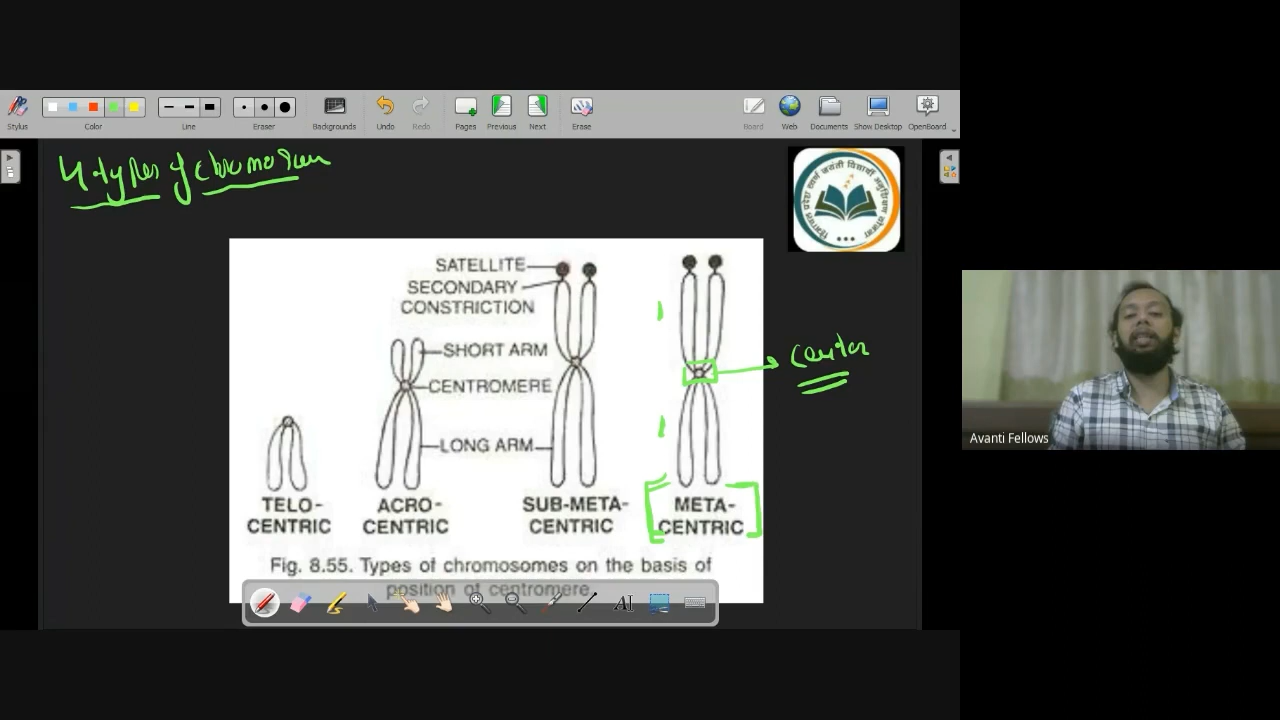 Stylus
Color
Line
Eraser
Backgrounds
Undo
Redo
Pages
Previous
Next
Erase
Board
Web
Documents
Show Desktop
OpenBoard
4 types of chromosom
SATELLITE
SECONDARY
CONSTRICTION
SHORT ARM
CENTROMERE
LONG ARM
center
TELO-
CENTRIC
ACRO-
CENTRIC
SUB-META-
CENTRIC
META-
CENTRIC
Fig. 8.55. Types of chromosomes on the basis of
position of centromere.
Avanti Fellows